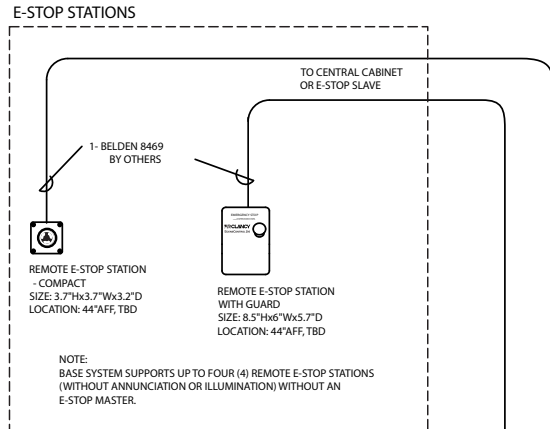 E-STOP STATIONS
TO CENTRAL CABINET
OR E-STOP SLAVE
1- BELDEN 8469
BY OTHERS
EMERGENCY STOP
CLANCY
REMOTE E-STOP STATION
- COMPACT
SIZE: 3.7"Hx3.7"Wx3.2"D
LOCATION: 44"AFF, TBD
REMOTE E-STOP STATION
WITH GUARD
SIZE: 8.5"Hx6"Wx5.7"D
LOCATION: 44"AFF, TBD
NOTE:
BASE SYSTEM SUPPORTS UP TO FOUR (4) REMOTE E-STOP STATIONS
(WITHOUT ANNUNCIATION OR ILLUMINATION) WITHOUT AN
E-STOP MASTER.